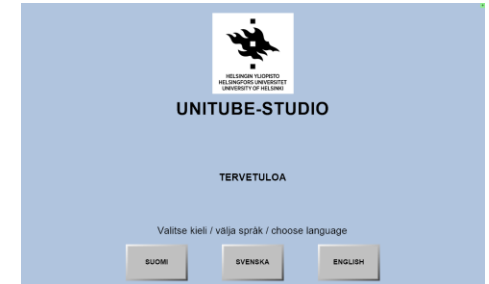 HELSINGIN YLIOPISTO
HELSINGFORS UNIVERSITET
UNIVERSITY OF HELSINKI
UNITUBE-STUDIO
TERVETULOA
Valitse kieli / välja språk / choose language
SUOMI
SVENSKA
ENGLISH